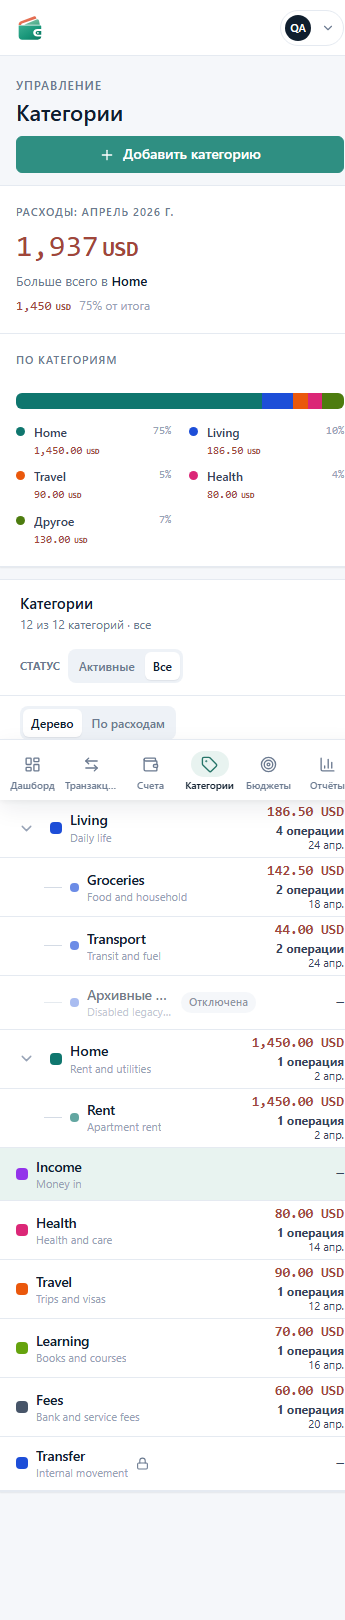 QA
УПРАВЛЕНИЕ
Категории
Добавить категорию
РАСХОДЫ: АПРЕЛЬ 2026 Г.
1,937 USD
Больше всего в Home
1,450 USD 75% от итога
ПО КАТЕГОРИЯМ
Home 75%
1,450.00 USD
Living 10%
186.50 USD
Travel 5%
90.00 USD
Health 4%
80.00 USD
Другое 7%
130.00 USD
Категории
12 из 12 категорий · все
СТАТУС Активные Все
Дерево По расходам
Дашборд Транзакц... Счета Категории Бюджеты Отчёты
Living 186.50 USD
Daily life 4 операции
24 апр.
Groceries 142.50 USD
Food and household 2 операции
18 апр.
Transport 44.00 USD
Transit and fuel 2 операции
24 апр.
Архивные ... Отключена –
Disabled legacy...
Home 1,450.00 USD
Rent and utilities 1 операция
2 апр.
Rent 1,450.00 USD
Apartment rent 1 операция
2 апр.
Income –
Money in
Health 80.00 USD
Health and care 1 операция
14 апр.
Travel 90.00 USD
Trips and visas 1 операция
12 апр.
Learning 70.00 USD
Books and courses 1 операция
16 апр.
Fees 60.00 USD
Bank and service fees 1 операция
20 апр.
Transfer –
Internal movement